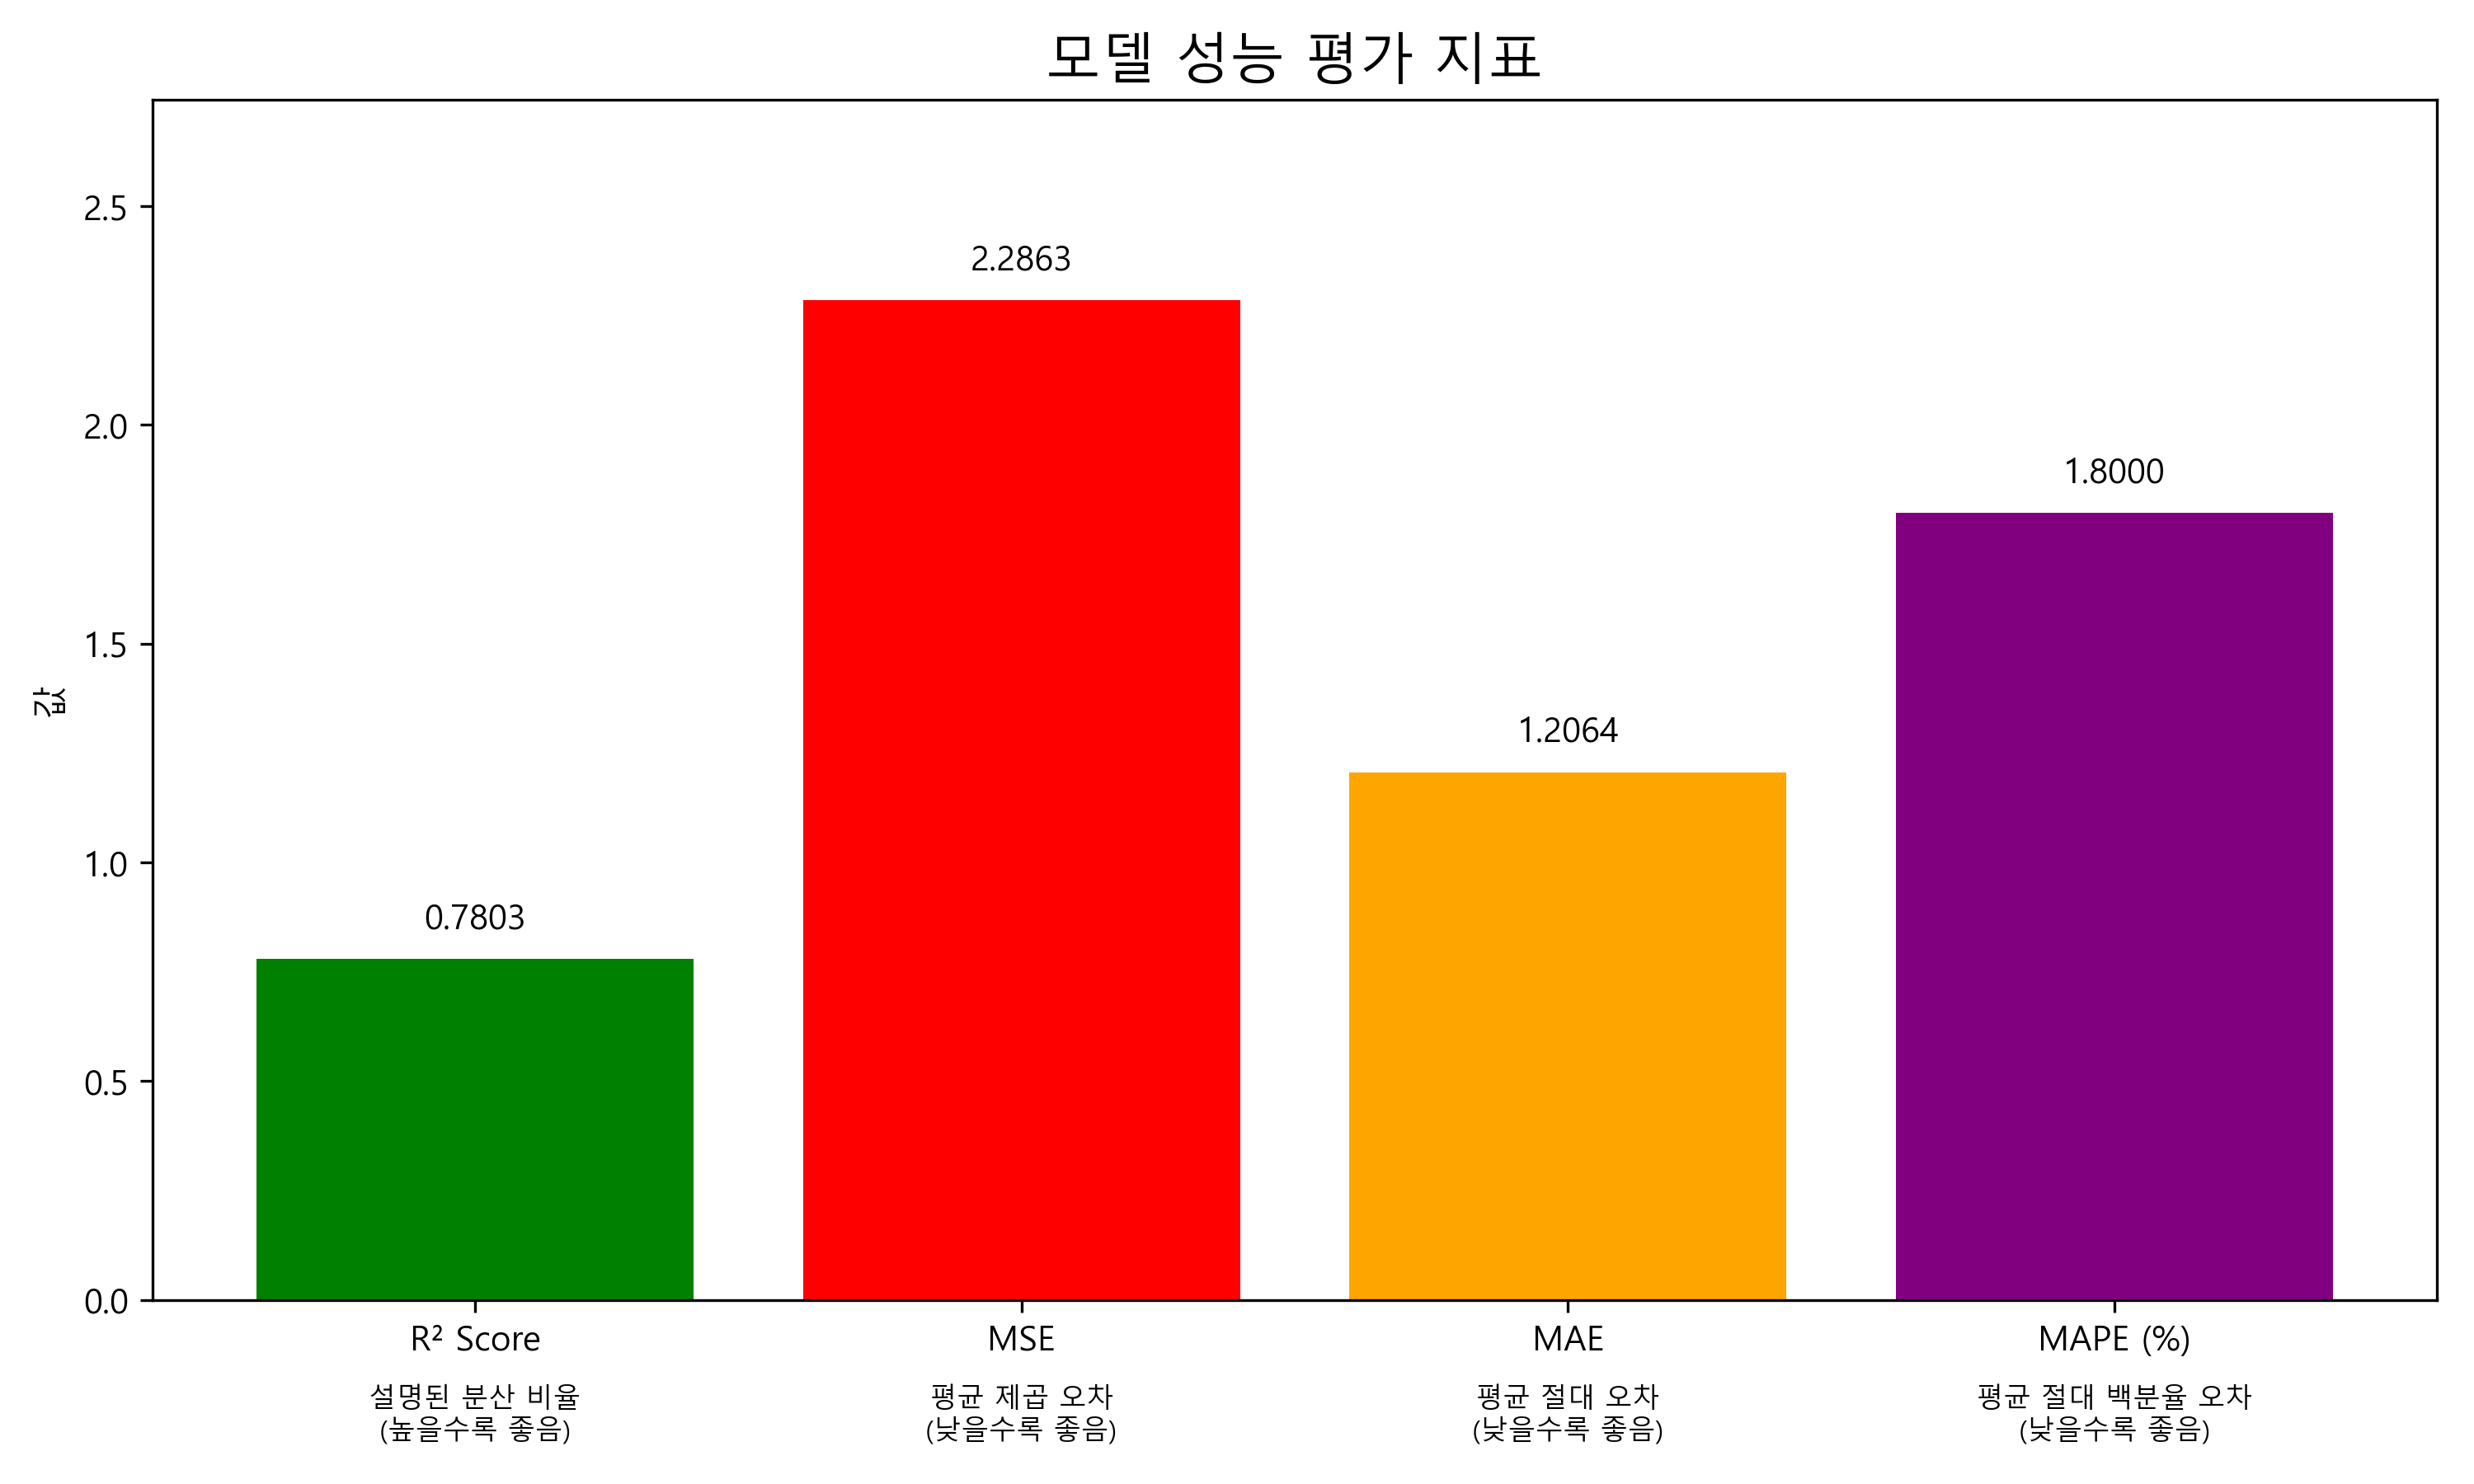 모델 성능 평가 지표
값
2.5
2.0
1.5
1.0
0.5
0.0
0.7803
2.2863
1.2064
1.8000
R² Score
설명된 분산 비율
(높을수록 좋음)
MSE
평균 제곱 오차
(낮을수록 좋음)
MAE
평균 절대 오차
(낮을수록 좋음)
MAPE (%)
평균 절대 백분율 오차
(낮을수록 좋음)